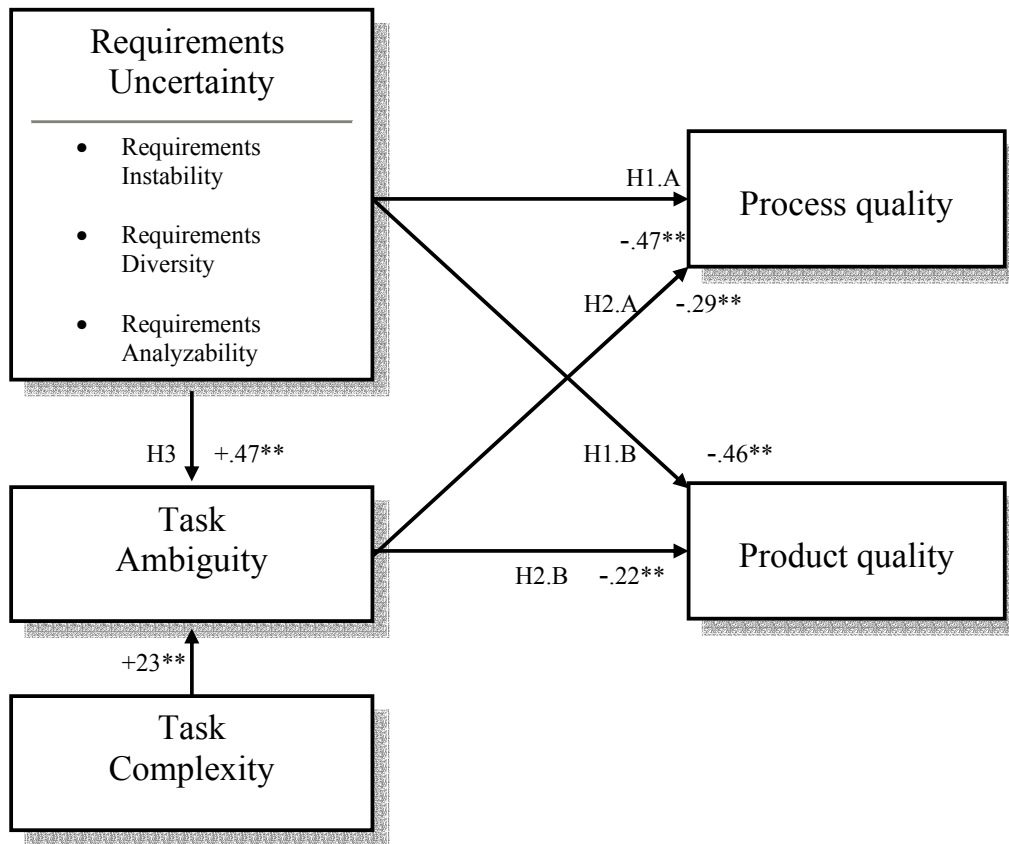 Requirements
Uncertainty
• Requirements
Instability
• Requirements
Diversity
• Requirements
Analyzability
H1.A
Process quality
-.47**
H2.A -.29**
H3 +.47**
H1.B -.46**
Task
Ambiguity
Product quality
H2.B -.22**
+23**
Task
Complexity